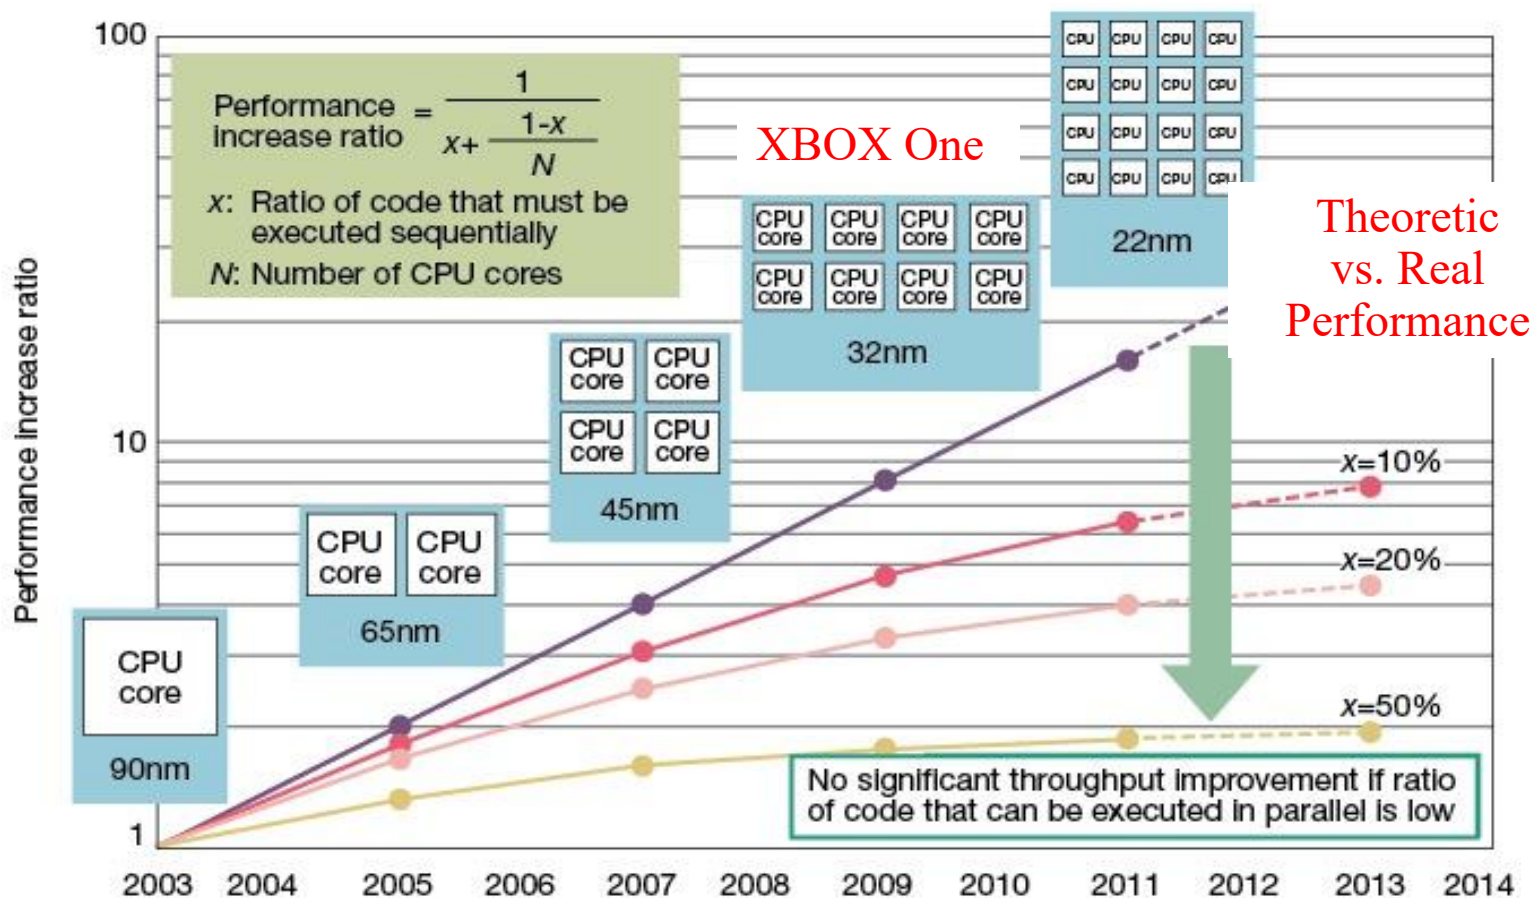 100
10
1
Performance increase ratio
Performance
increase ratio
=
1
x+
1-x
N
x: Ratio of code that must be
executed sequentially
N: Number of CPU cores
XBOX One
Theoretic
vs. Real
Performance
CPU
core
90nm
CPU
core
CPU
core
65nm
CPU
core
CPU
core
CPU
core
CPU
core
45nm
CPU
core
CPU
core
CPU
core
CPU
core
CPU
core
CPU
core
CPU
core
CPU
core
32nm
CPU CPU CPU CPU
CPU CPU CPU CPU
CPU CPU CPU CPU
CPU CPU CPU CPU
22nm
x=10%
x=20%
x=50%
No significant throughput improvement if ratio
of code that can be executed in parallel is low
2003 2004 2005 2006 2007 2008 2009 2010 2011 2012 2013 2014